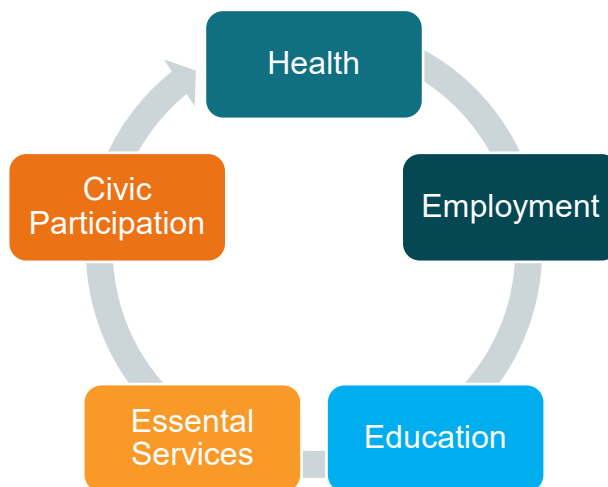 Health
Employment
Education
Essental
Services
Civic
Participation